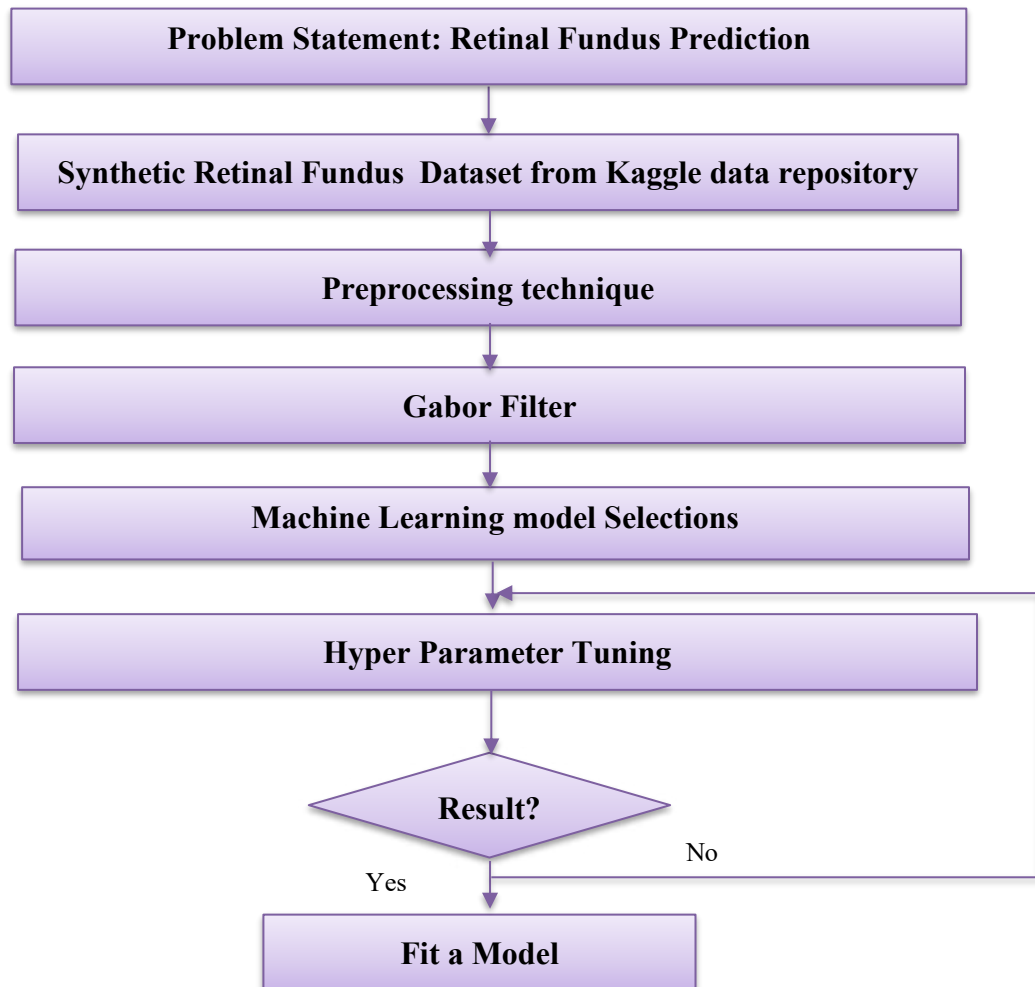 Problem Statement: Retinal Fundus Prediction
Synthetic Retinal Fundus Dataset from Kaggle data repository
Preprocessing technique
Gabor Filter
Machine Learning model Selections
Hyper Parameter Tuning
Result?
No
Yes
Fit a Model